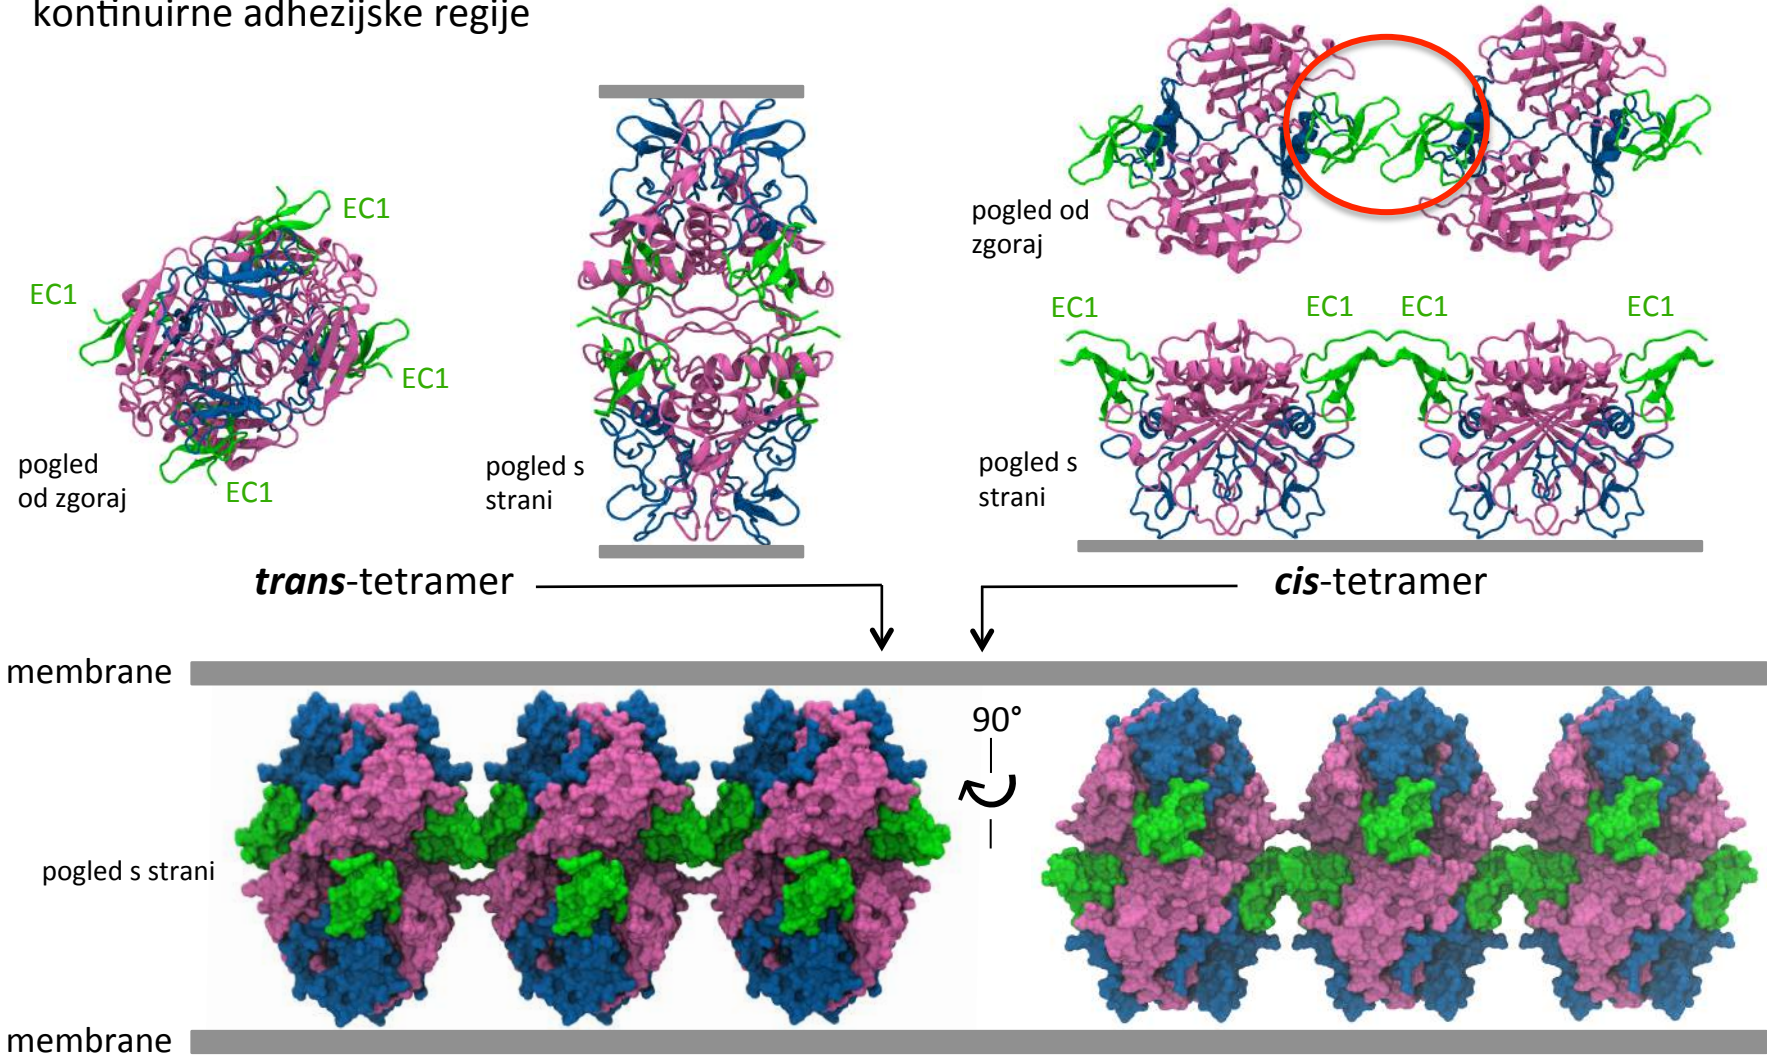 kontinuirne adhezijske regije
EC1
EC1
EC1
EC1
pogled
od zgoraj
pogled s
strani
pogled od
zgoraj
EC1
EC1
EC1
EC1
pogled s
strani
trans-tetramer
cis-tetramer
membrane
90°
pogled s strani
membrane